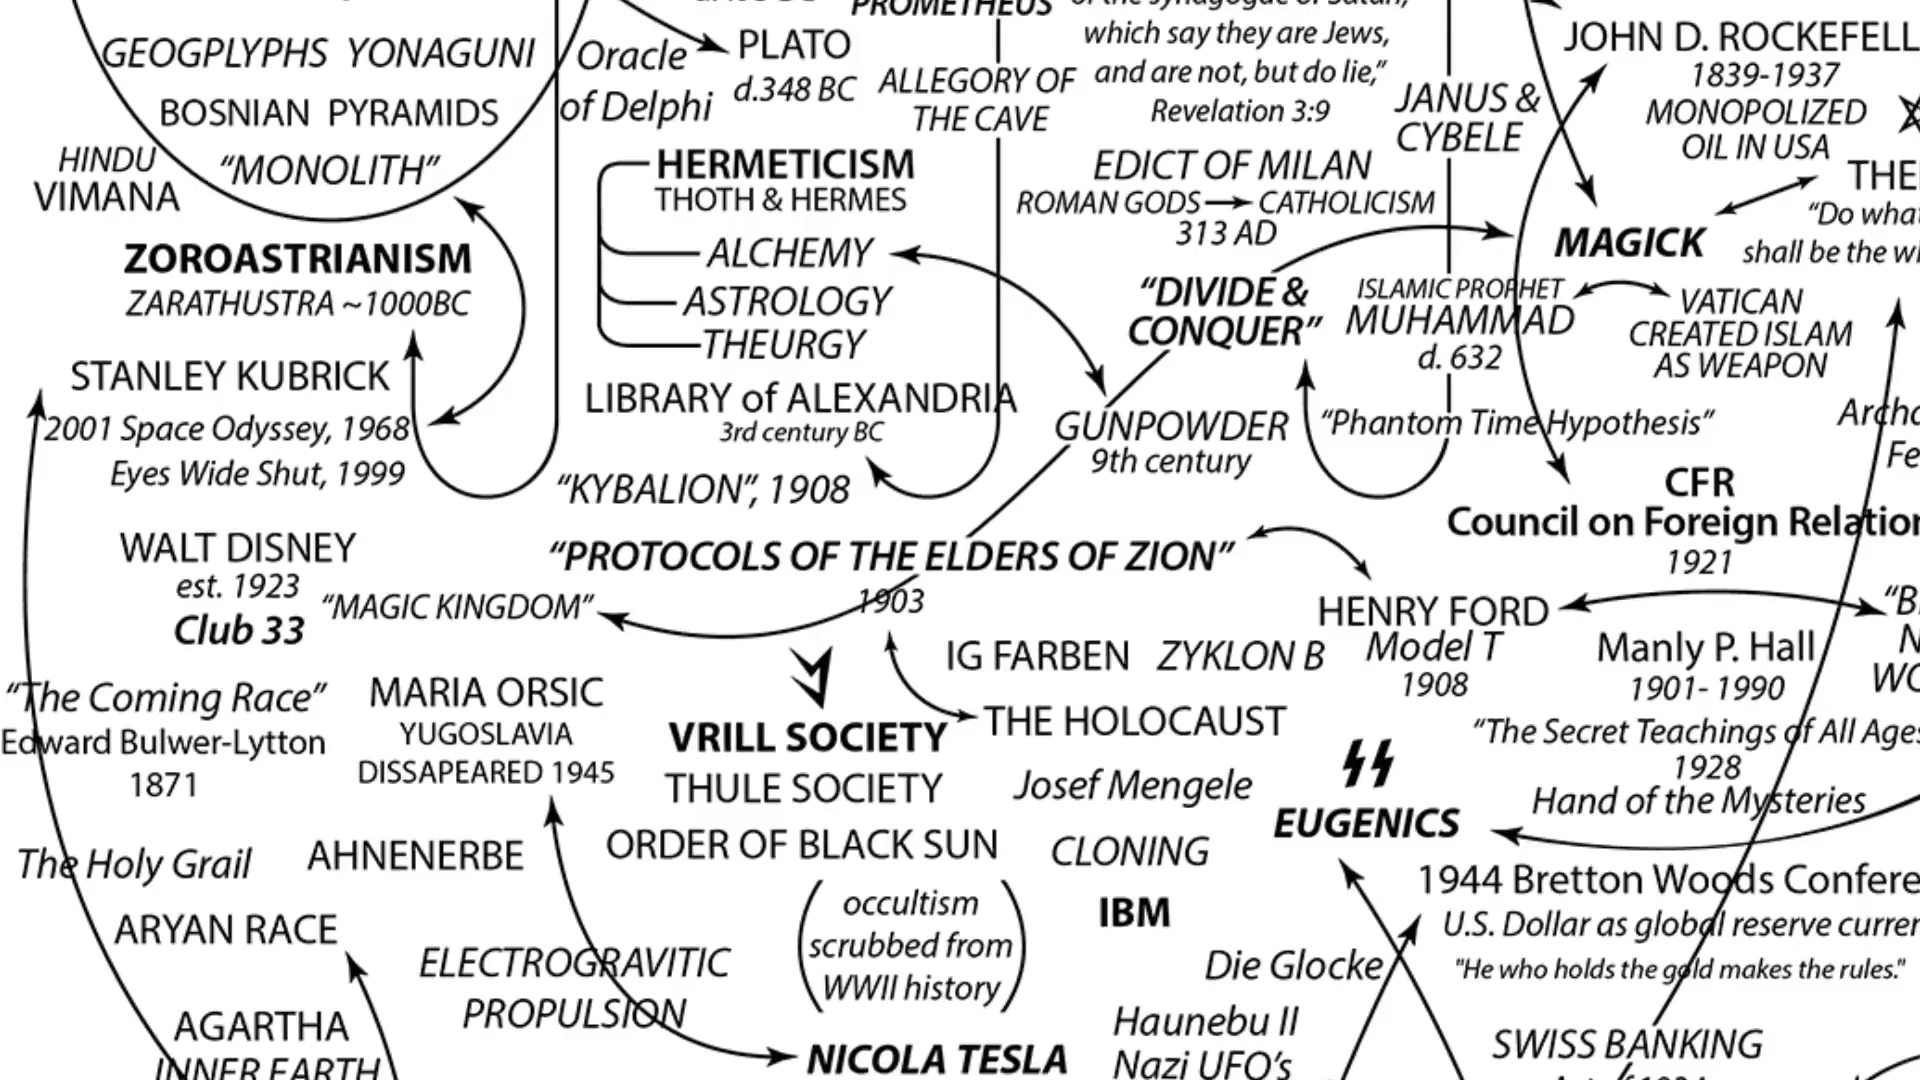 PROMETHEUS
of the synagogue of Satan,
which say they are Jews,
and are not, but do lie,”
Revelation 3:9
GEOGPLYPHS YONAGUNI
BOSNIAN PYRAMIDS
“MONOLITH”
HINDU
VIMANA
Oracle
of Delphi
PLATO
d.348 BC
ALLEGORY OF
THE CAVE
JANUS &
CYBELE
JOHN D. ROCKEFELL
1839-1937
MONOPOLIZED
OIL IN USA
HERMETICISM
THOTH & HERMES
ALCHEMY
ASTROLOGY
THEURGY
EDICT OF MILAN
ROMAN GODS CATHOLICISM
313 AD
THE
“Do what
shall be the
MAGICK
ZOROASTRIANISM
ZARATHUSTRA ~1000BC
“DIVIDE &
CONQUER”
ISLAMIC PROPHET
MUHAMMAD
d. 632
VATICAN
CREATED ISLAM
AS WEAPON
STANLEY KUBRICK
2001 Space Odyssey, 1968
Eyes Wide Shut, 1999
LIBRARY of ALEXANDRIA
3rd century BC
GUNPOWDER
9th century
“Phantom Time Hypothesis”
“KYBALION”, 1908
CFR
Council on Foreign Relation
1921
WALT DISNEY
est. 1923
Club 33
“MAGIC KINGDOM”
“PROTOCOLS OF THE ELDERS OF ZION”
1903
HENRY FORD
Model T
1908
IG FARBEN ZYKLON B
Manly P. Hall
1901- 1990
“The Secret Teachings of All Ages
1928
Hand of the Mysteries
“The Coming Race”
Edward Bulwer-Lytton
1871
MARIA ORSIC
YUGOSLAVIA
DISSAPEARED 1945
VRILL SOCIETY
THULE SOCIETY
ORDER OF BLACK SUN
(occultism
scrubbed from
WWII history)
THE HOLOCAUST
Josef Mengele
CLONING
IBM
EUGENICS
The Holy Grail
AHNENERBE
ARYAN RACE
ELECTROGRAVITIC
PROPULSION
1944 Bretton Woods Confere
U.S. Dollar as global reserve curren
"He who holds the gold makes the rules."
Die Glocke
Haunebu II
Nazi UFO’s
AGARTHA
INNER EARTH
NICOLA TESLA
SWISS BANKING